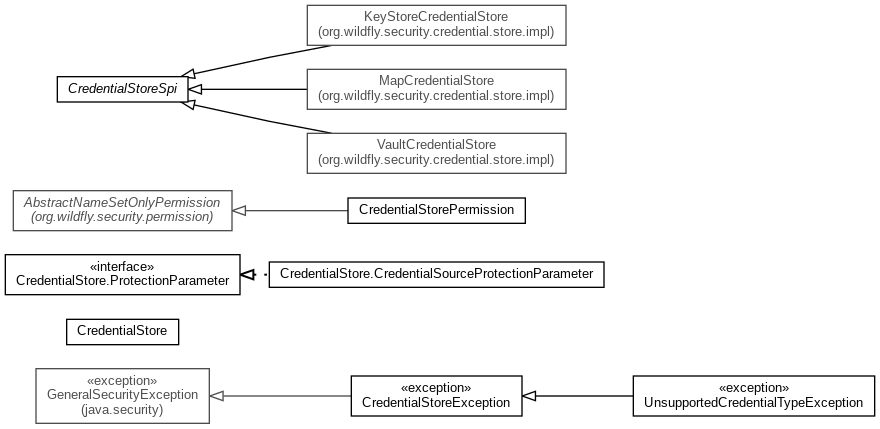 KeyStoreCredentialStore
(org.wildfly.security.credential.store.impl)
CredentialStoreSpi
MapCredentialStore
(org.wildfly.security.credential.store.impl)
VaultCredentialStore
(org.wildfly.security.credential.store.impl)
AbstractNameSetOnlyPermission
(org.wildfly.security.permission)
CredentialStorePermission
«interface»
CredentialStore.ProtectionParameter
CredentialStore.CredentialSourceProtectionParameter
CredentialStore
«exception»
GeneralSecurityException
(java.security)
«exception»
CredentialStoreException
«exception»
UnsupportedCredentialTypeException